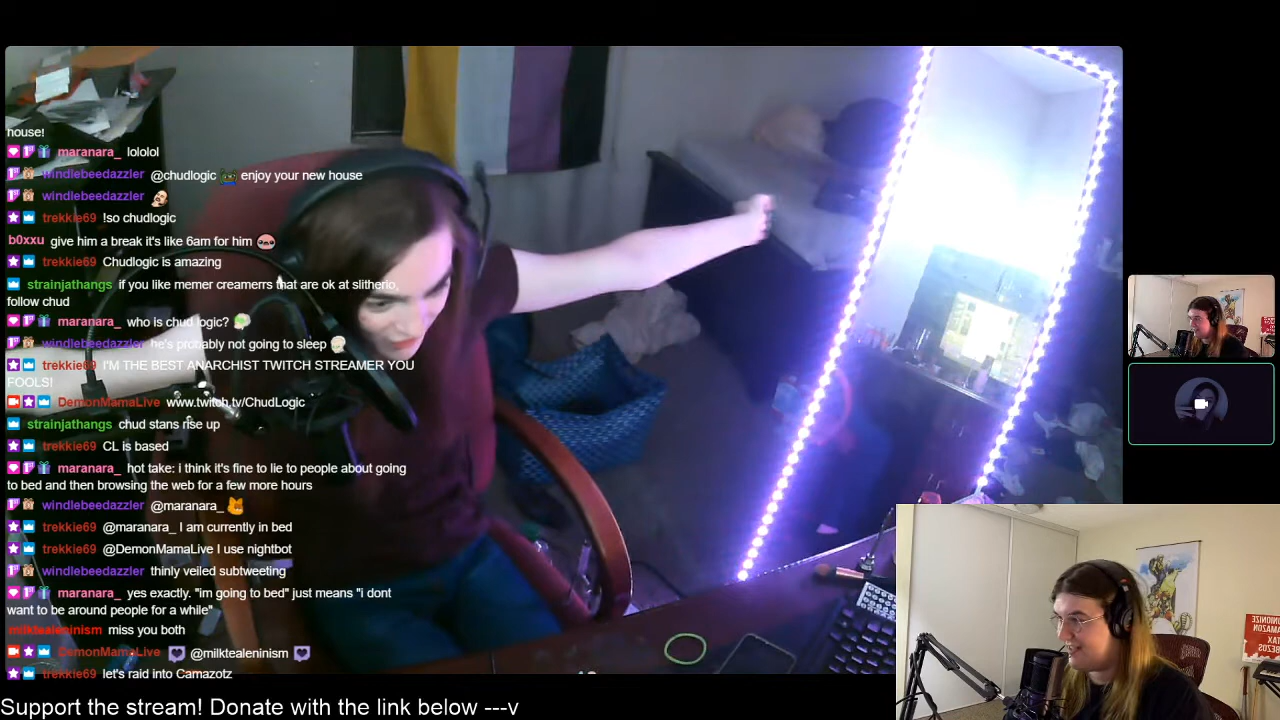 house!
maranara_ lololol
windlebeedazzler @chudlogic enjoy your new house
windlebeedazzler
trekkie69 !so chudlogic
b0xxu give him a break it's like 6am for him
trekkie69 Chudlogic is amazing
strainjathangs if you like memer creamerrs that are ok at slitherio,
follow chud
maranara_ who is chud logic?
windlebeedazzler he's probably not going to sleep
trekkie69 I'M THE BEST ANARCHIST TWITCH STREAMER YOU
FOOLS!
DemonMamaLive www.twitch.tv/ChudLogic
strainjathangs chud stans rise up
trekkie69 CL is based
maranara_ hot take: i think it's fine to lie to people about going
to bed and then browsing the web for a few more hours
windlebeedazzler @maranara_
trekkie69 @maranara_ I am currently in bed
trekkie69 @DemonMamaLive I use nightbot
windlebeedazzler thinly veiled subtweeting
maranara_ yes exactly. "im going to bed" just means "i dont
want to be around people for a while"
milktealeninism miss you both
DemonMamaLive @milktealeninism
trekkie69 let's raid into Camazotz
UNIONIZE
AMAZON
TAX
BEZOS
Support the stream! Donate with the link below ---v